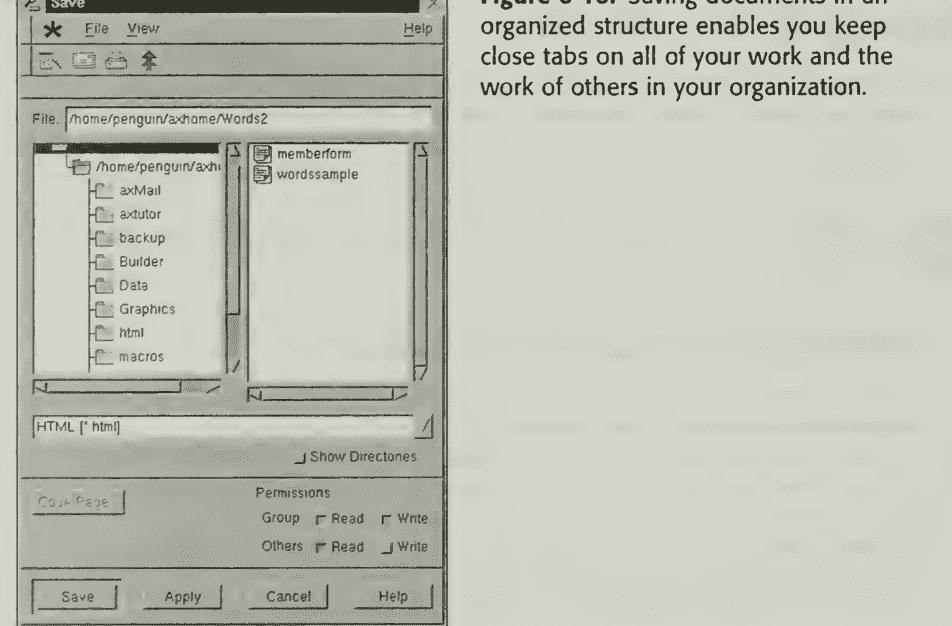 Save
File View Help
File. /home/penguin/axhome/Words2
/home/penguin/axh
axMail
axtutor
backup
Builder
Data
Graphics
html
macros
memberform
wordssample
HTML [* html]
Show Directories
Permissions
Group Read Write
Others Read Write
Save Apply Cancel Help
organized structure enables you keep
close tabs on all of your work and the
work of others in your organization.